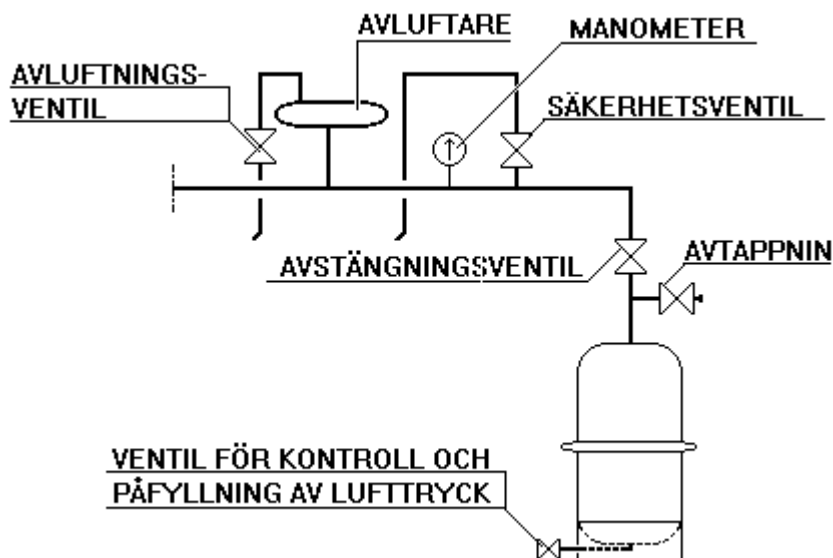 AVLUFTARE
MANOMETER
AVLUFTNINGS-
VENTIL
SÄKERHETSVENTIL
AVSTÄNGNINGSVENTIL
AVTAPPNIN
VENTIL FÖR KONTROLL OCH
PÅFYLLNING AV LUFTTRYCK